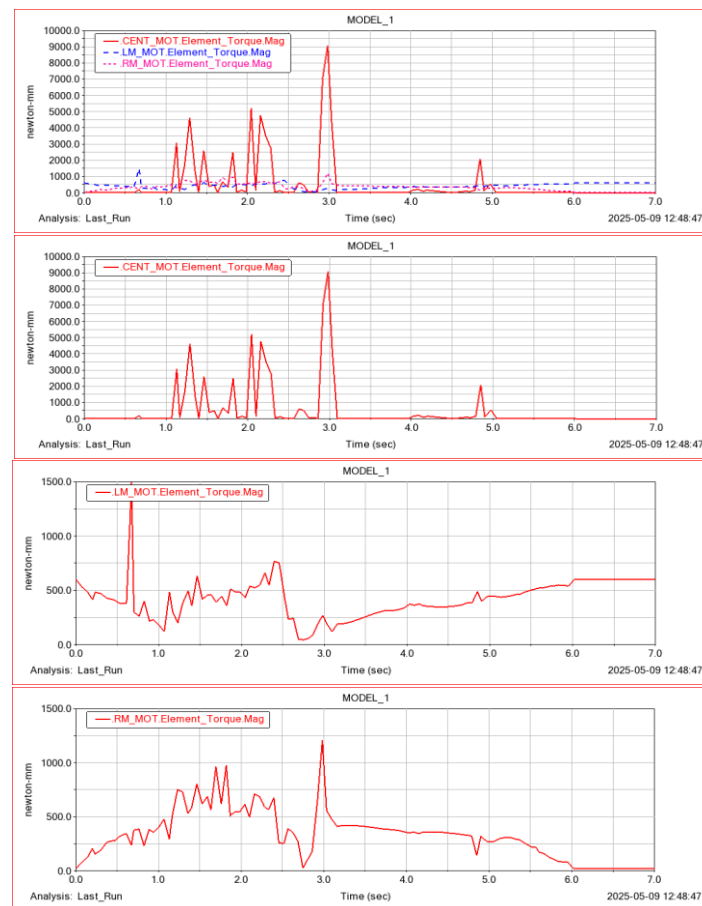 MODEL_1
10000.0
9000.0
8000.0
7000.0
6000.0
5000.0
4000.0
3000.0
2000.0
1000.0
0.0
newton-mm
.CENT_MOT.Element_Torque.Mag
.LM_MOT.Element_Torque.Mag
.RM_MOT.Element_Torque.Mag
0.0 1.0 2.0 3.0 4.0 5.0 6.0 7.0
Analysis: Last_Run Time (sec) 2025-05-09 12:48:47
MODEL_1
10000.0
9000.0
8000.0
7000.0
6000.0
5000.0
4000.0
3000.0
2000.0
1000.0
0.0
newton-mm
.CENT_MOT.Element_Torque.Mag
0.0 1.0 2.0 3.0 4.0 5.0 6.0 7.0
Analysis: Last_Run Time (sec) 2025-05-09 12:48:47
MODEL_1
1500.0
1000.0
500.0
0.0
newton-mm
.LM_MOT.Element_Torque.Mag
0.0 1.0 2.0 3.0 4.0 5.0 6.0 7.0
Analysis: Last_Run Time (sec) 2025-05-09 12:48:47
MODEL_1
1500.0
1000.0
500.0
0.0
newton-mm
.RM_MOT.Element_Torque.Mag
0.0 1.0 2.0 3.0 4.0 5.0 6.0 7.0
Analysis: Last_Run Time (sec) 2025-05-09 12:48:47